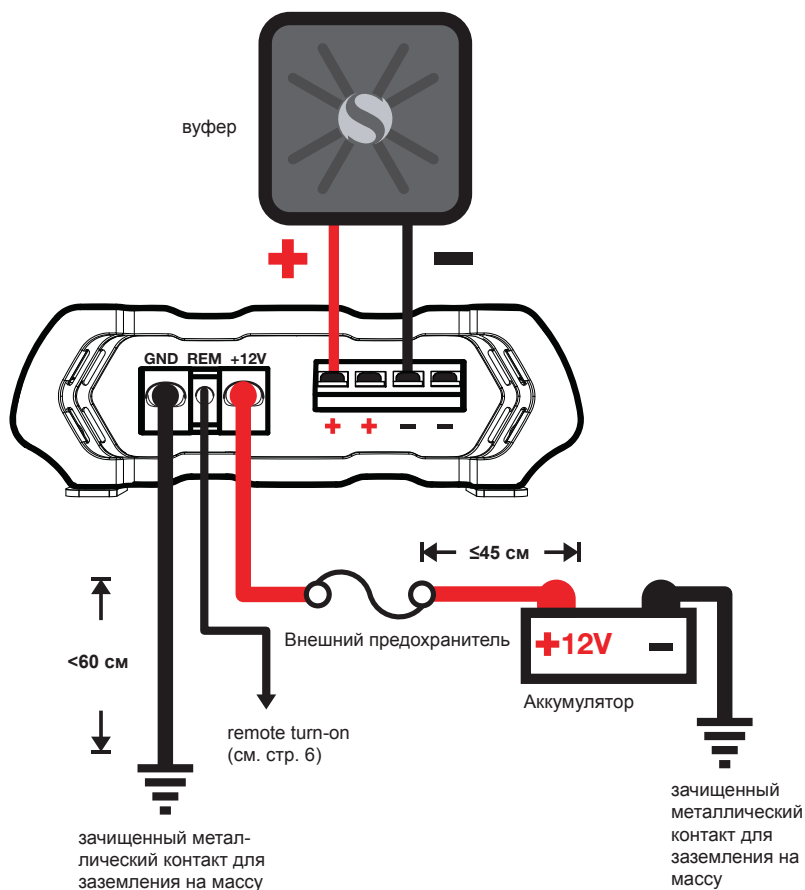 вуфер
+ −
GND REM +12V
+ + − −
≤45 см
Внешний предохранитель
+12V −
<60 см
Аккумулятор
remote turn-on
(см. стр. 6)
зачищенный
металлический
контакт для
заземления на
массу
зачищенный метал-
лический контакт для
заземления на массу